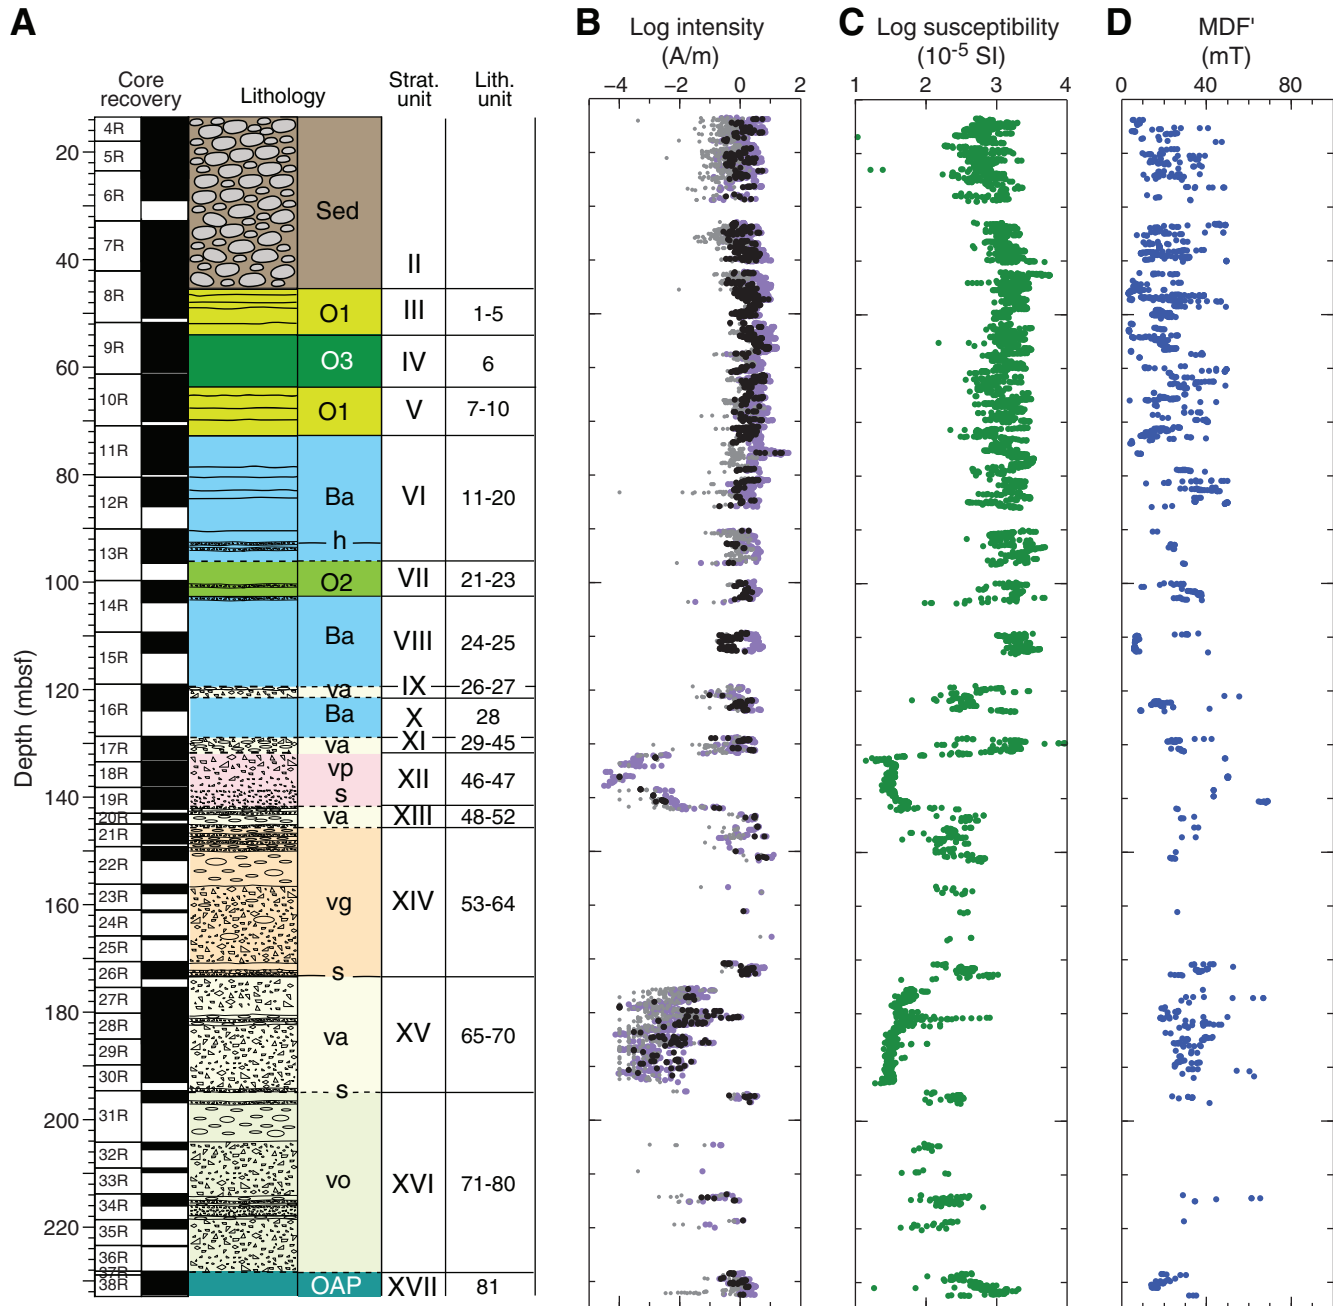 A
B
C
D
Log intensity
(A/m)
Log susceptibility
(10-5 SI)
MDF'
(mT)
Core
recovery
Lithology
Strat.
unit
Lith.
unit
−4 −2 0 2
1 2 3 4
0 40 80
Depth (mbsf)
20
40
60
80
100
120
140
160
180
200
220
4R
5R
6R
7R
8R
9R
10R
11R
12R
13R
14R
15R
16R
17R
18R
19R
20R
21R
22R
23R
24R
25R
26R
27R
28R
29R
30R
31R
32R
33R
34R
35R
36R
37R
38R
Sed II
O1 III 1-5
O3 IV 6
O1 V 7-10
Ba VI 11-20
h
O2 VII 21-23
Ba VIII 24-25
va IX 26-27
Ba X 28
va XI 29-45
vp XII 46-47
s
va XIII 48-52
vg XIV 53-64
s
va XV 65-70
s
vo XVI 71-80
OAP XVII 81